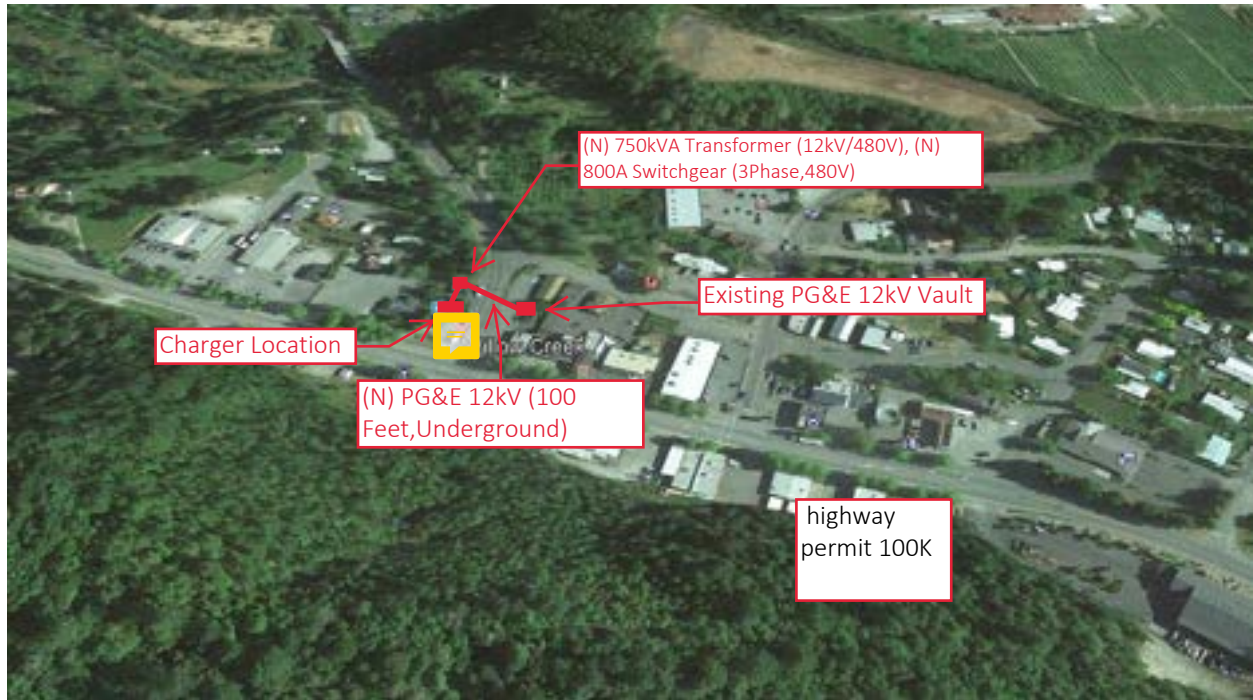 (N) 750kVA Transformer (12kV/480V), (N)
800A Switchgear (3Phase,480V)
Existing PG&E 12kV Vault
Charger Location
Creek
(N) PG&E 12kV (100
Feet,Underground)
highway
permit 100K